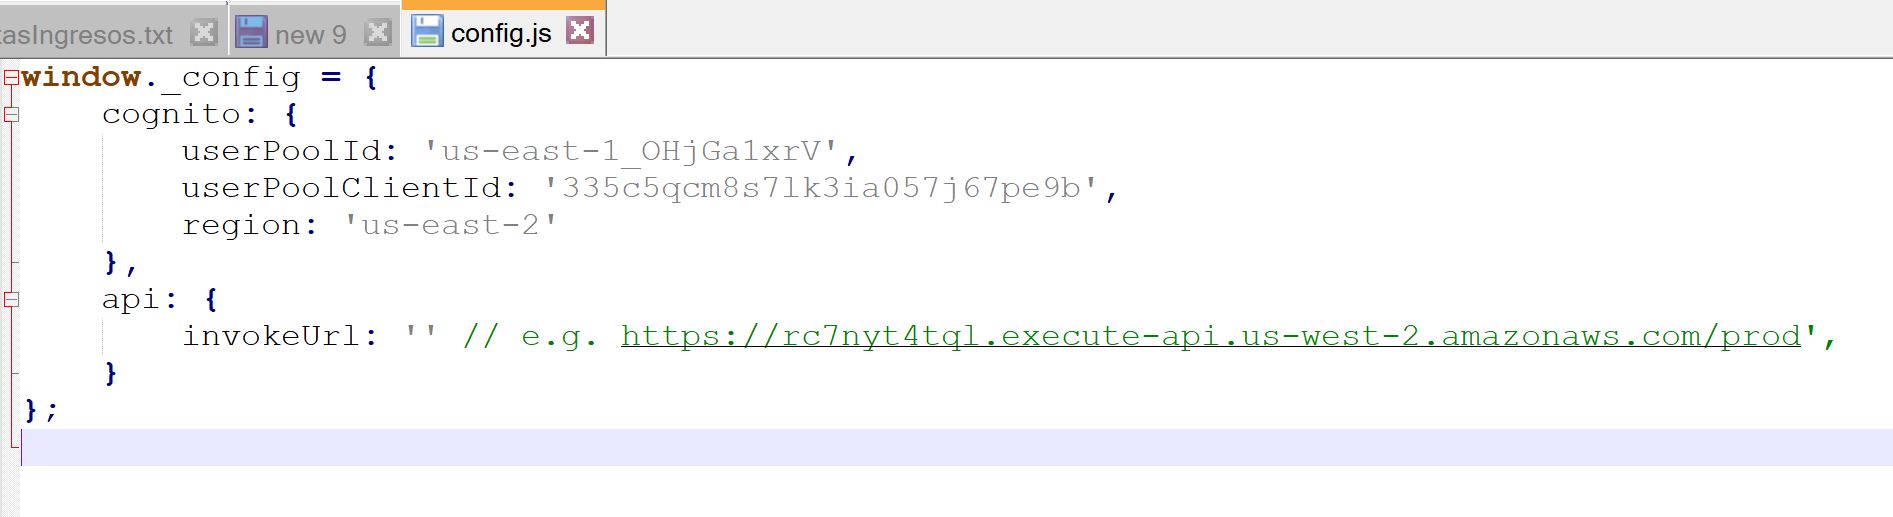 tasIngresos.txt new 9 config.js
window._config = {
    cognito: {
        userPoolId: 'us-east-1_OHjGa1xrV',
        userPoolClientId: '335c5qcm8s7lk3ia057j67pe9b',
        region: 'us-east-2'
    },
    api: {
        invokeUrl: '' // e.g. https://rc7nyt4tql.execute-api.us-west-2.amazonaws.com/prod',
    }
};